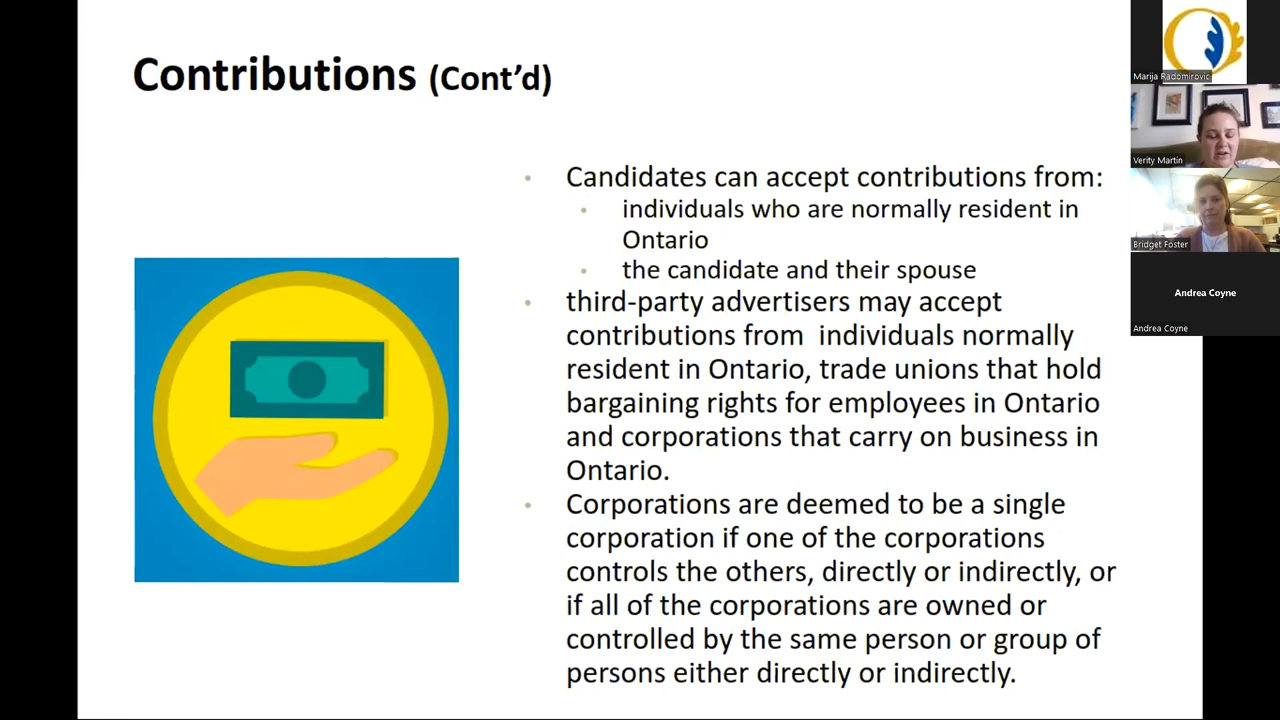 Contributions (Cont’d)
Candidates can accept contributions from:
individuals who are normally resident in
Ontario
the candidate and their spouse
third-party advertisers may accept
contributions from  individuals normally
resident in Ontario, trade unions that hold
bargaining rights for employees in Ontario
and corporations that carry on business in
Ontario.
Corporations are deemed to be a single
corporation if one of the corporations
controls the others, directly or indirectly, or
if all of the corporations are owned or
controlled by the same person or group of
persons either directly or indirectly.
Marija Radomirovic
Verity Martin
Bridget Foster
Andrea Coyne
Andrea Coyne